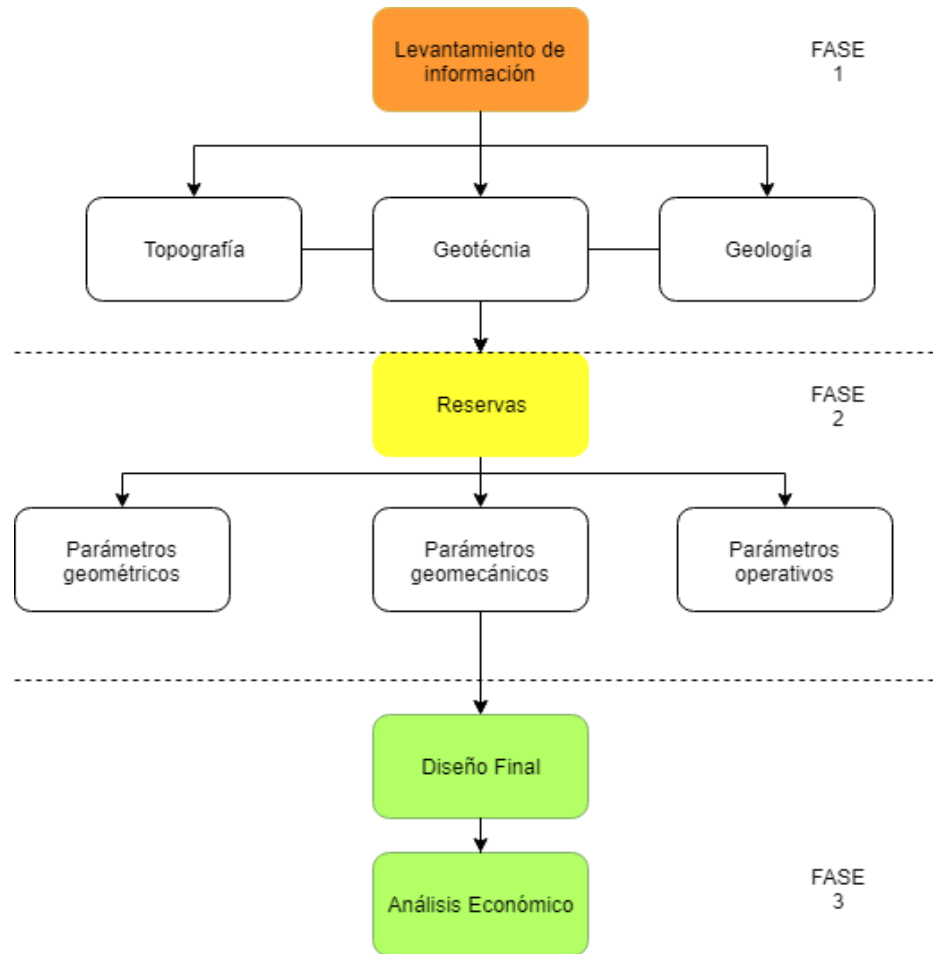 Levantamiento de
información
FASE
1
Topografía
Geotécnia
Geología
Reservas
FASE
2
Parámetros
geométricos
Parámetros
geomecánicos
Parámetros
operativos
Diseño Final
Análisis Económico
FASE
3